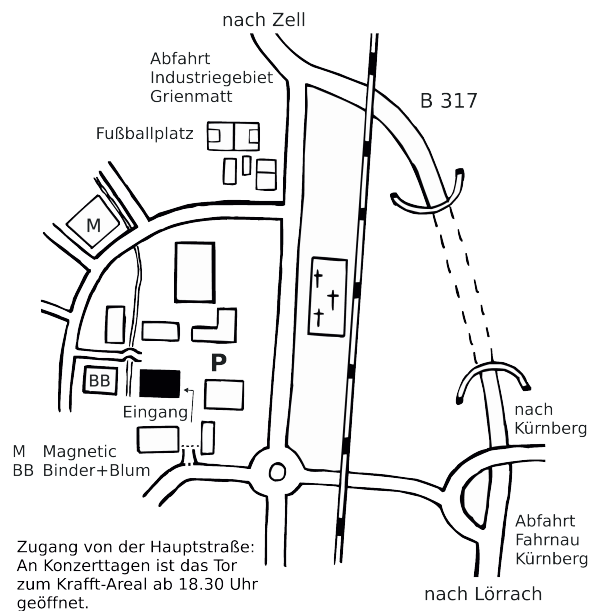 nach Zell
Abfahrt
Industriegebiet
Grienmatt
B 317
Fußballplatz
M
P
BB
Eingang
nach
Kürnberg
M Magnetic
BB Binder+Blum
Abfahrt
Fahrnau
Kürnberg
Zugang von der Hauptstraße:
An Konzerttagen ist das Tor
zum Krafft-Areal ab 18.30 Uhr
geöffnet.
nach Lörrach